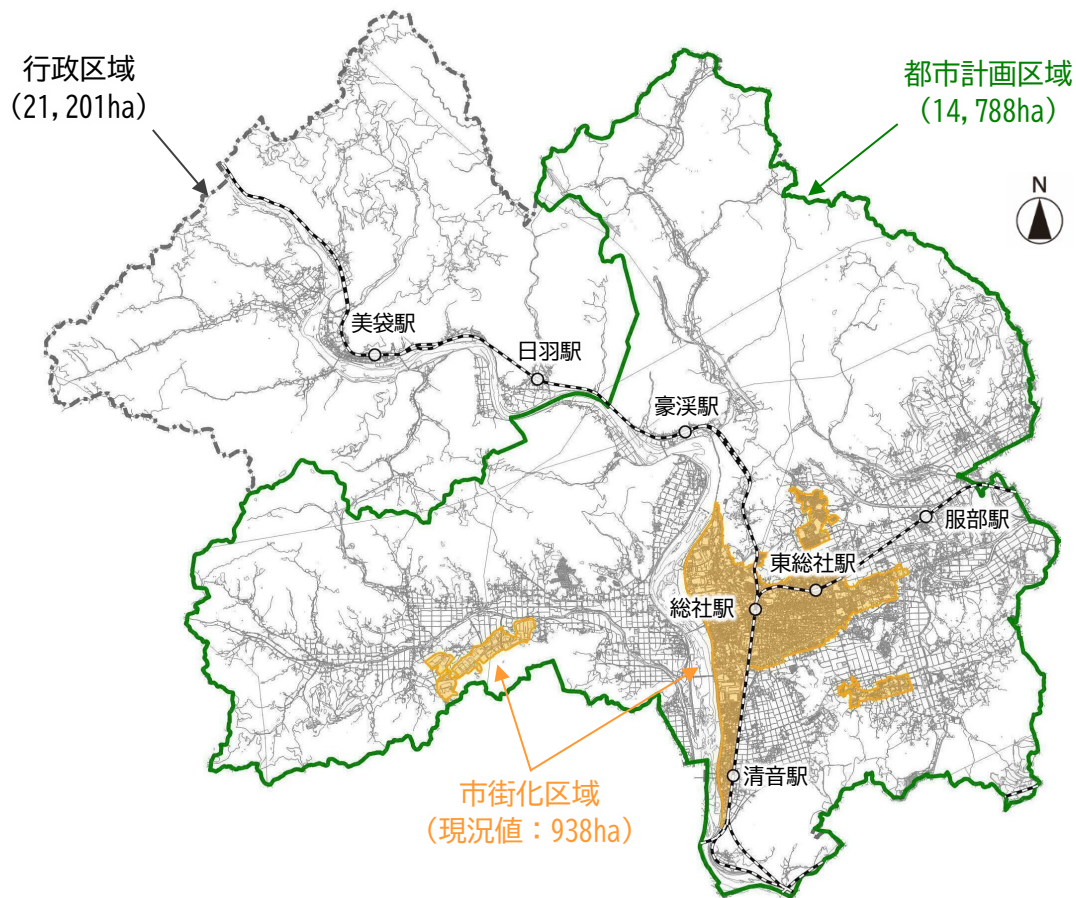 行政区域
（21,201ha）
都市計画区域
（14,788ha）
N
美袋駅
日羽駅
豪渓駅
服部駅
東総社駅
総社駅
清音駅
市街化区域
（現況値：938ha）